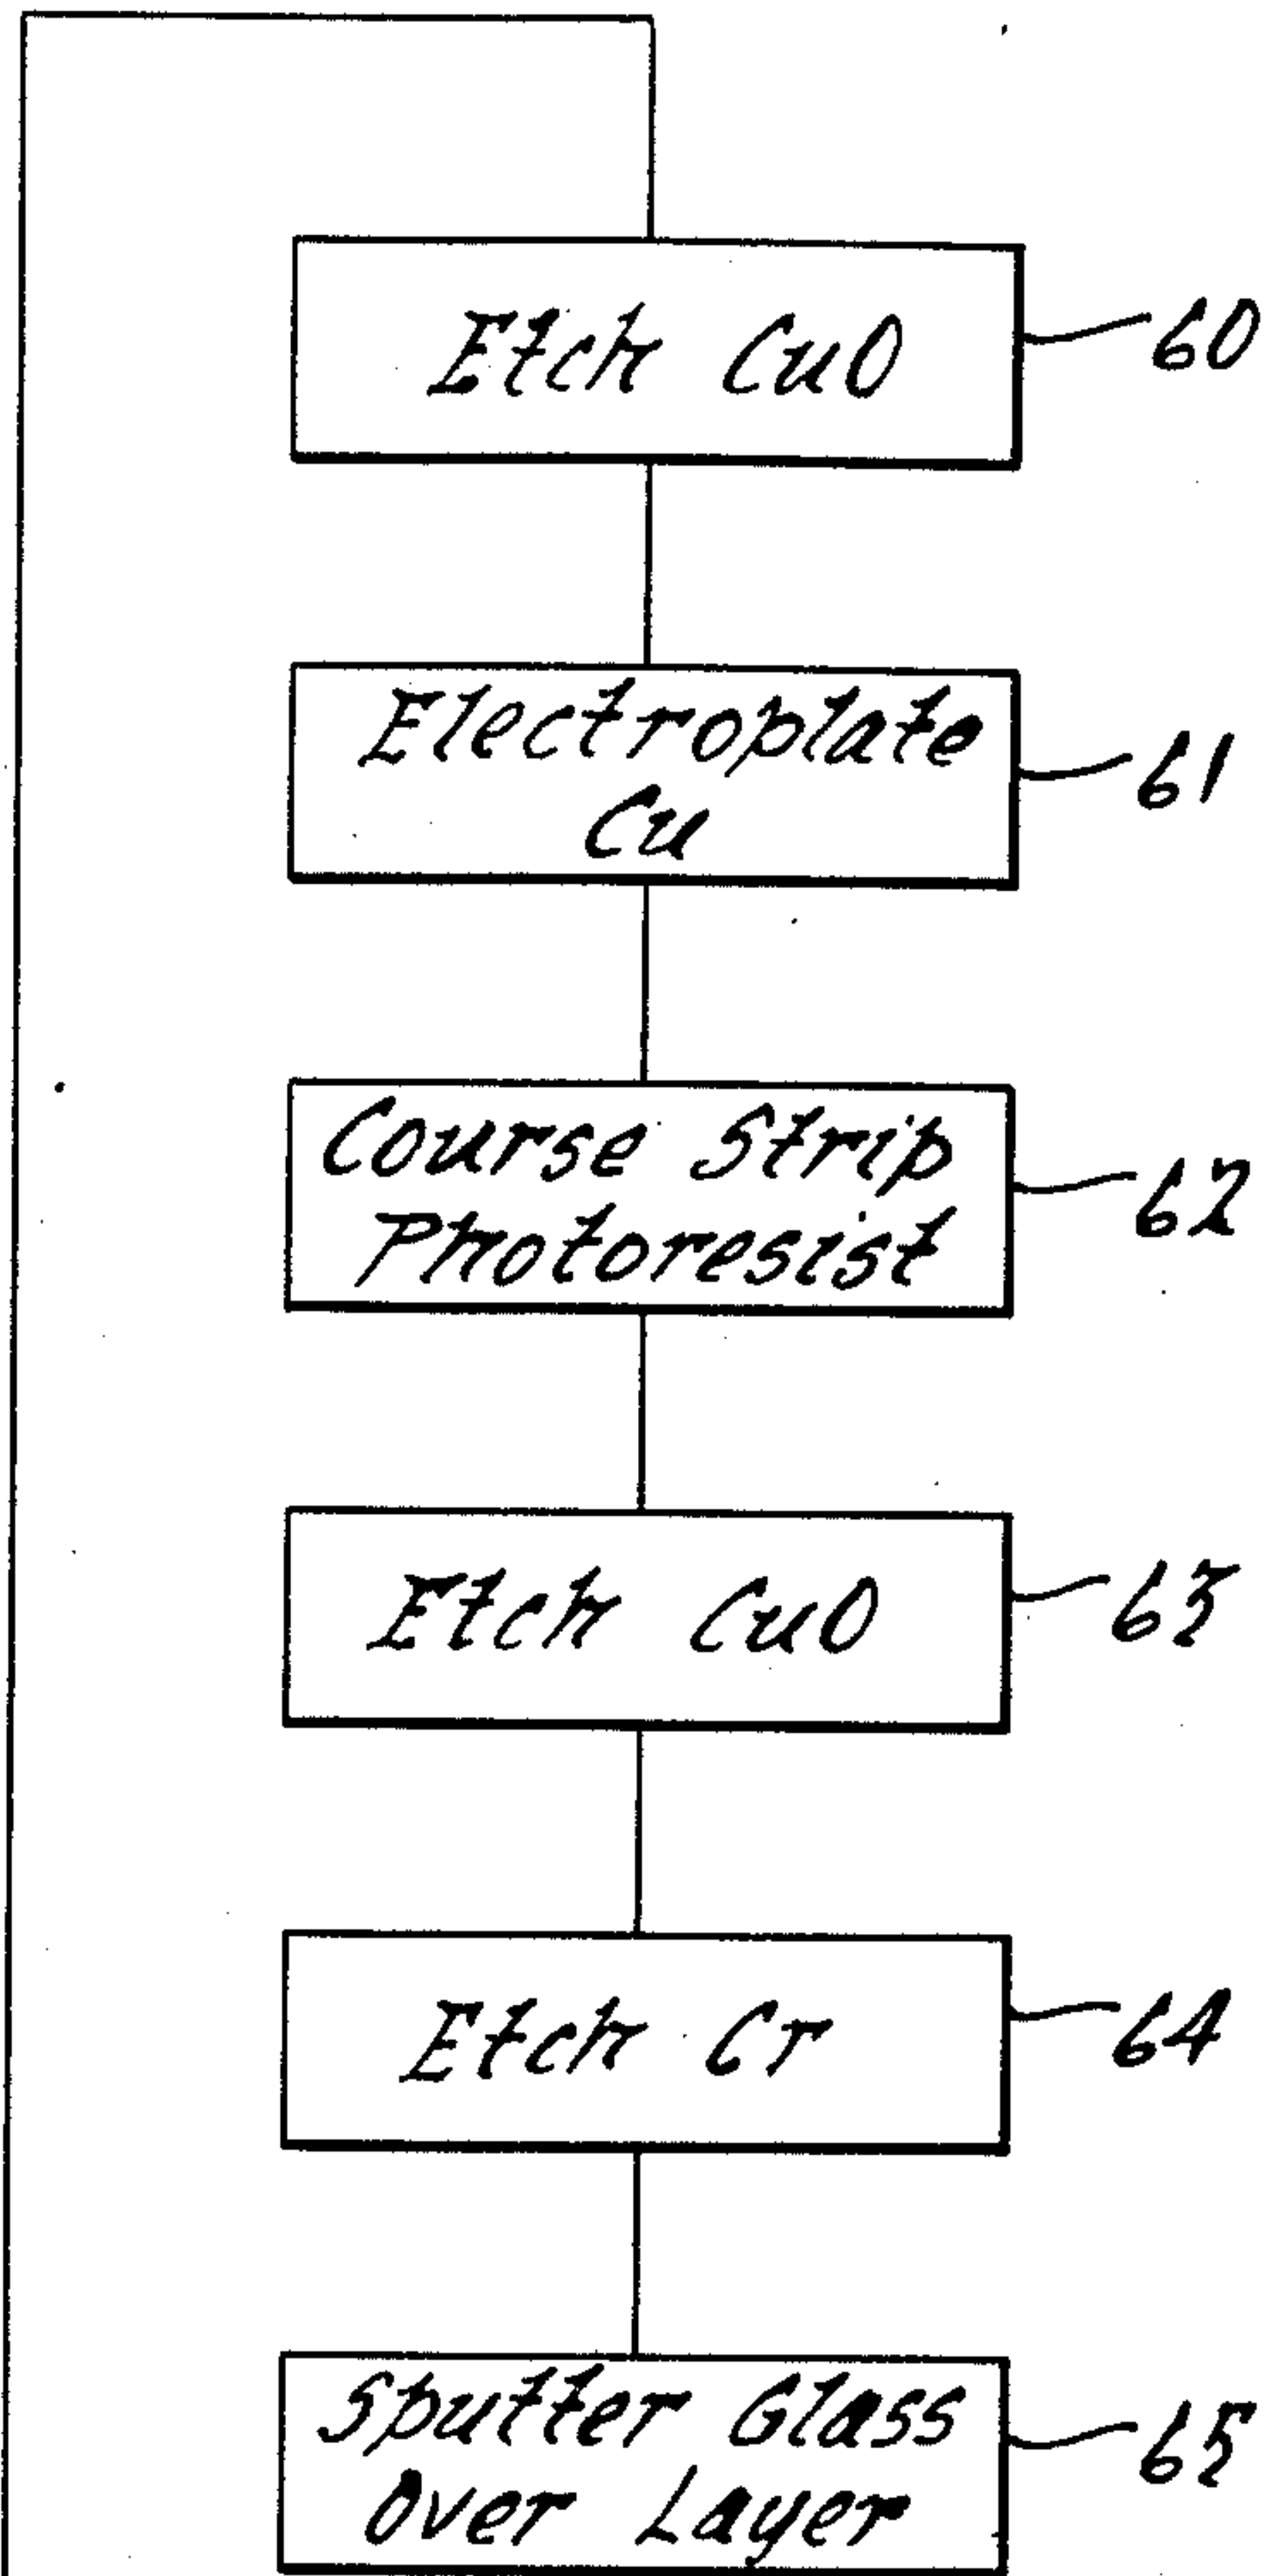 Etch CuO
60
Electroplate
Cu
61
Course Strip
Photoresist
62
Etch CuO
63
Etch Cr
64
Sputter Glass
Over Layer
65